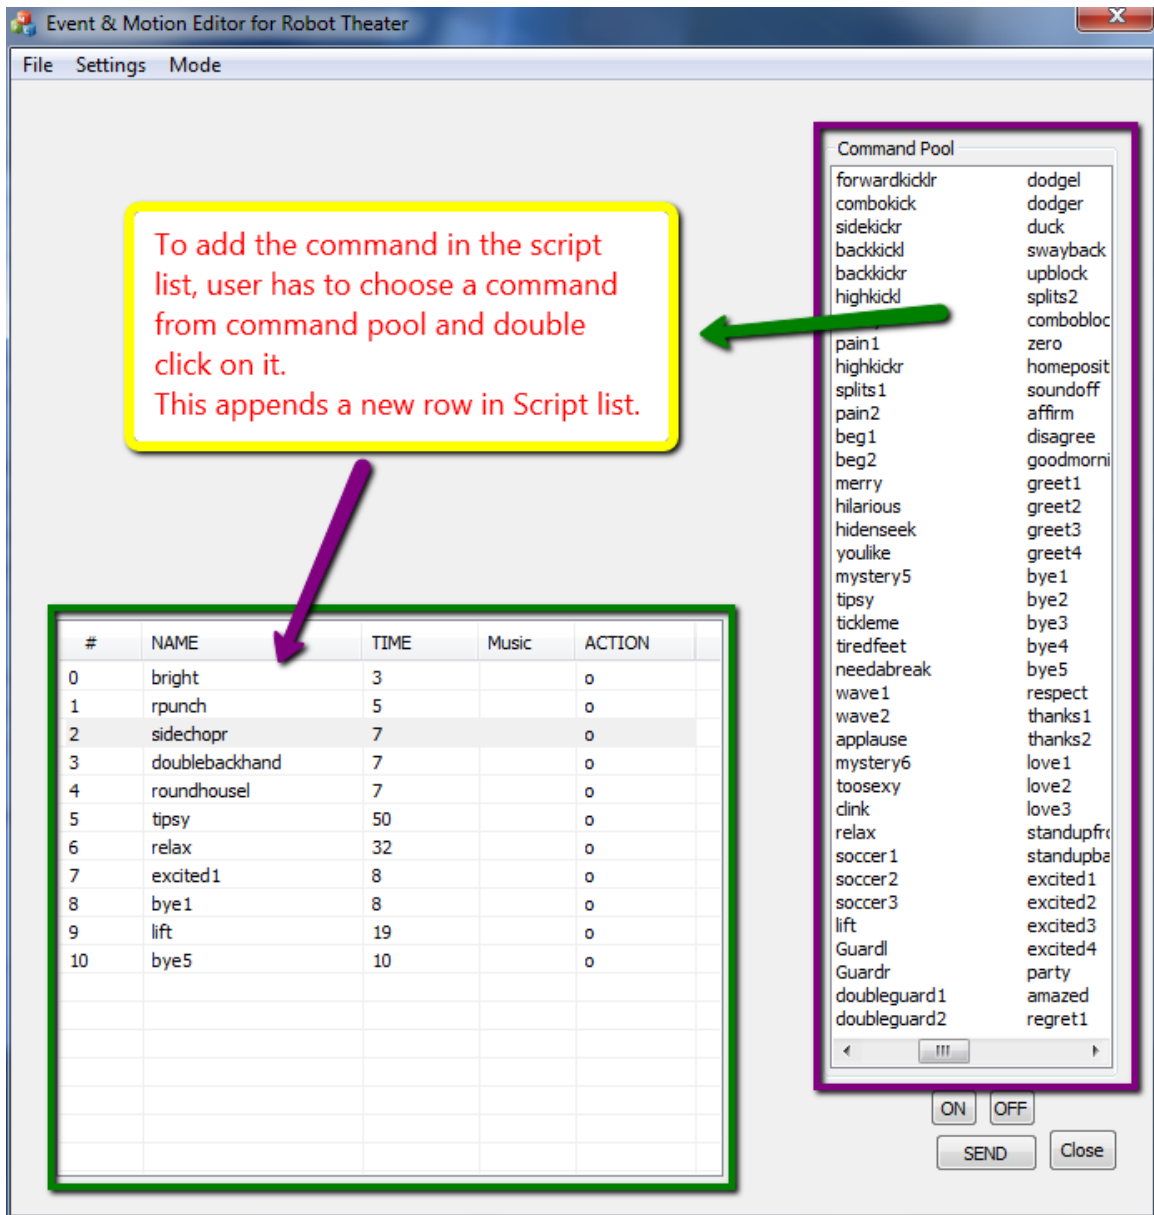 Event & Motion Editor for Robot Theater
X
File Settings Mode
Command Pool
forwardkicklr dodgel
combokick dodger
sidekickr duck
backkickl swayback
backkickr upblock
highkickl splits2
combobloc
pain1 zero
highkickr homeposit
splits1 soundoff
pain2 affirm
beg1 disagree
beg2 goodmorni
merry greet1
hilarious greet2
hidenseek greet3
youlike greet4
mystery5 bye1
tipsy bye2
tickleme bye3
tiredfeet bye4
needabreak bye5
wave1 respect
wave2 thanks1
applause thanks2
mystery6 love1
toosexy love2
clink love3
relax standupfro
soccer1 standupba
soccer2 excited1
soccer3 excited2
lift excited3
Guardl excited4
Guardr party
doubleguard1 amazed
doubleguard2 regret1
To add the command in the script
list, user has to choose a command
from command pool and double
click on it.
This appends a new row in Script list.
# NAME TIME Music ACTION
0 bright 3 o
1 rpunch 5 o
2 sidechopr 7 o
3 doublebackhand 7 o
4 roundhousel 7 o
5 tipsy 50 o
6 relax 32 o
7 excited1 8 o
8 bye1 8 o
9 lift 19 o
10 bye5 10 o
ON OFF
SEND Close